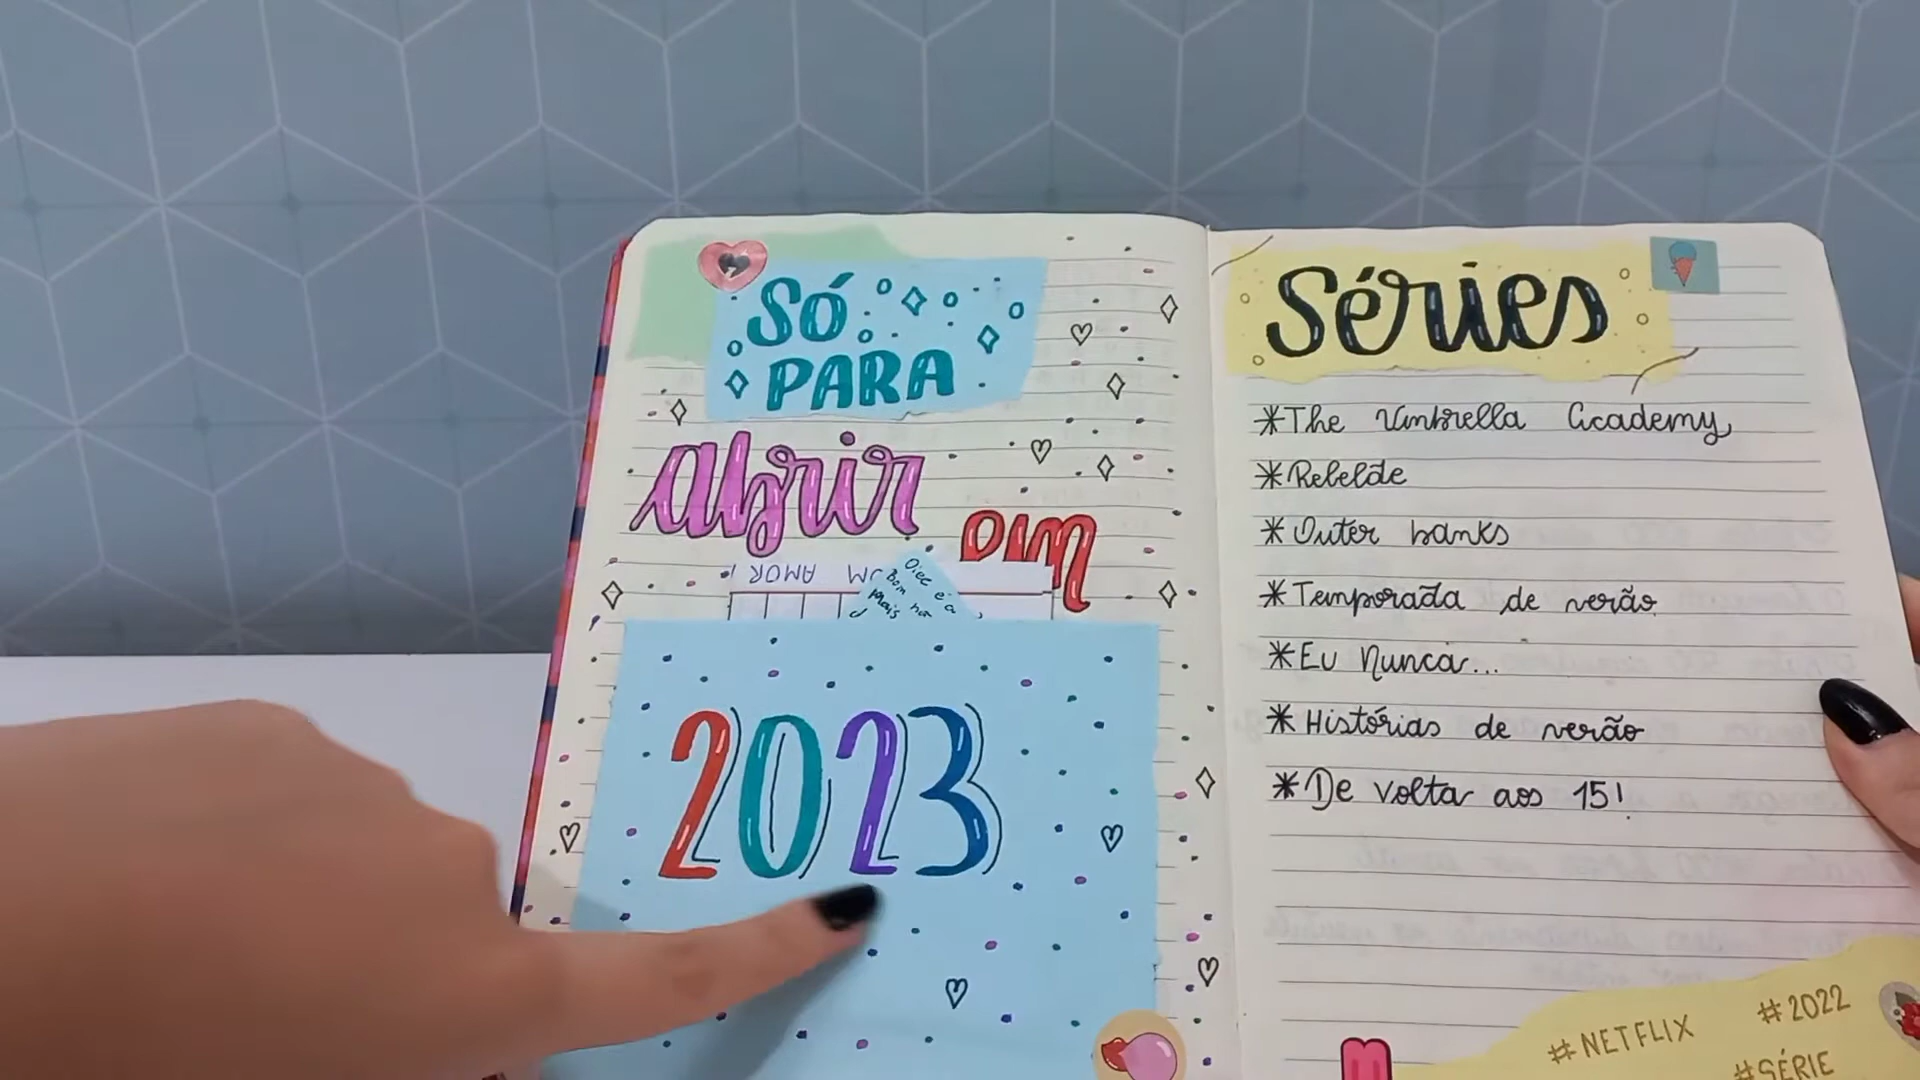 Só
PARA
abrir
em
AMOR
2023
Séries
*The Umbrella Academy
*Rebelde
*Outer banks
*Temporada de verão
*Eu Nunca...
*Histórias de verão
*De volta aos 15!
#NETFLIX
#2022
#SÉRIE